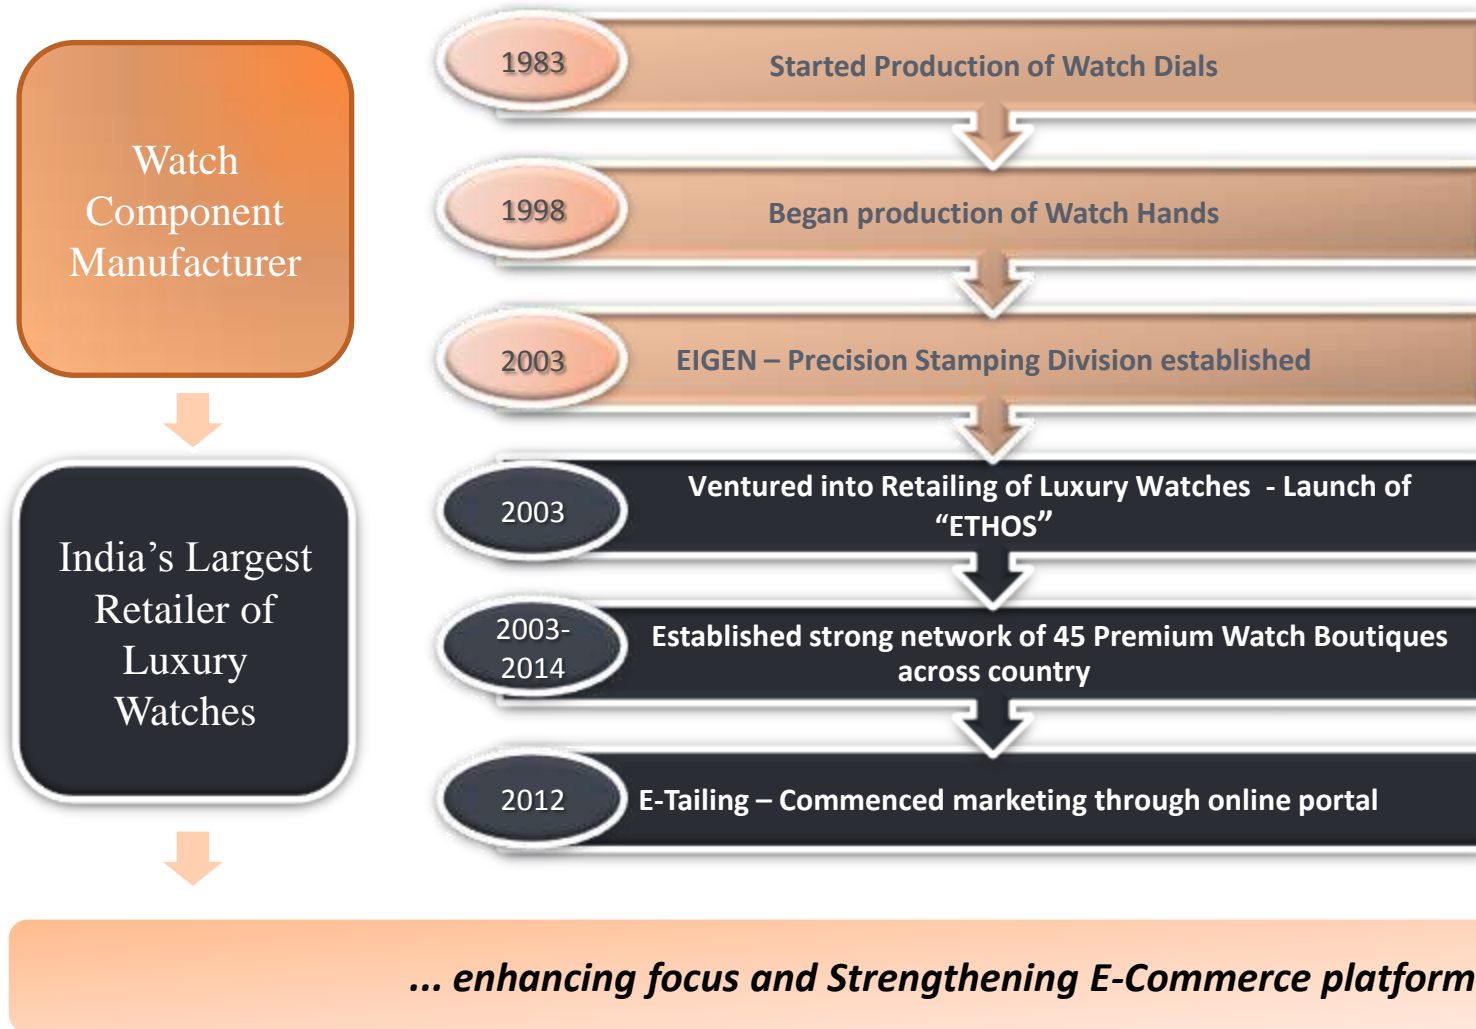 Watch
Component
Manufacturer
India’s Largest
Retailer of
Luxury
Watches
1983
Started Production of Watch Dials
1998
Began production of Watch Hands
2003
EIGEN – Precision Stamping Division established
2003
Ventured into Retailing of Luxury Watches  - Launch of
“ETHOS”
2003-
2014
Established strong network of 45 Premium Watch Boutiques
across country
2012
E-Tailing – Commenced marketing through online portal
... enhancing focus and Strengthening E-Commerce platform